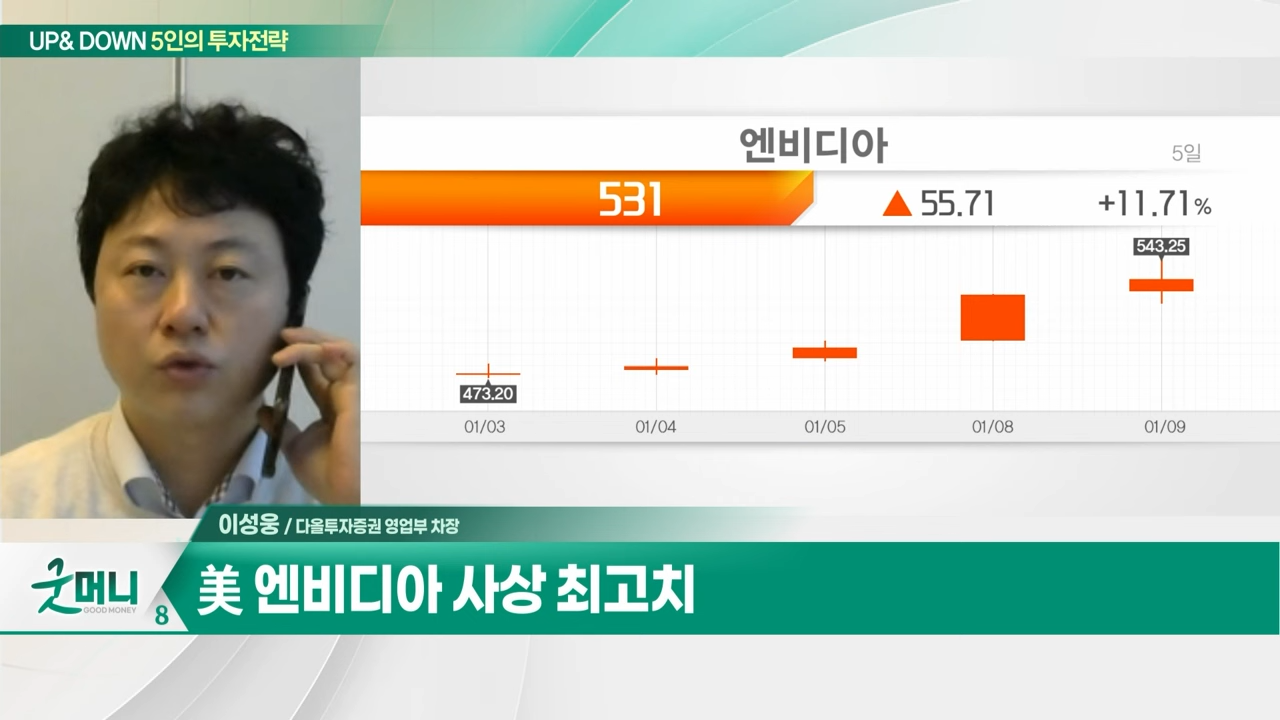 UP& DOWN 5인의 투자전략
엔비디아
5일
531 ▲ 55.71 +11.71%
543.25
473.20
01/03 01/04 01/05 01/08 01/09
이성웅 / 다올투자증권 영업부 차장
굿머니
GOOD MONEY
8
美 엔비디아 사상 최고치